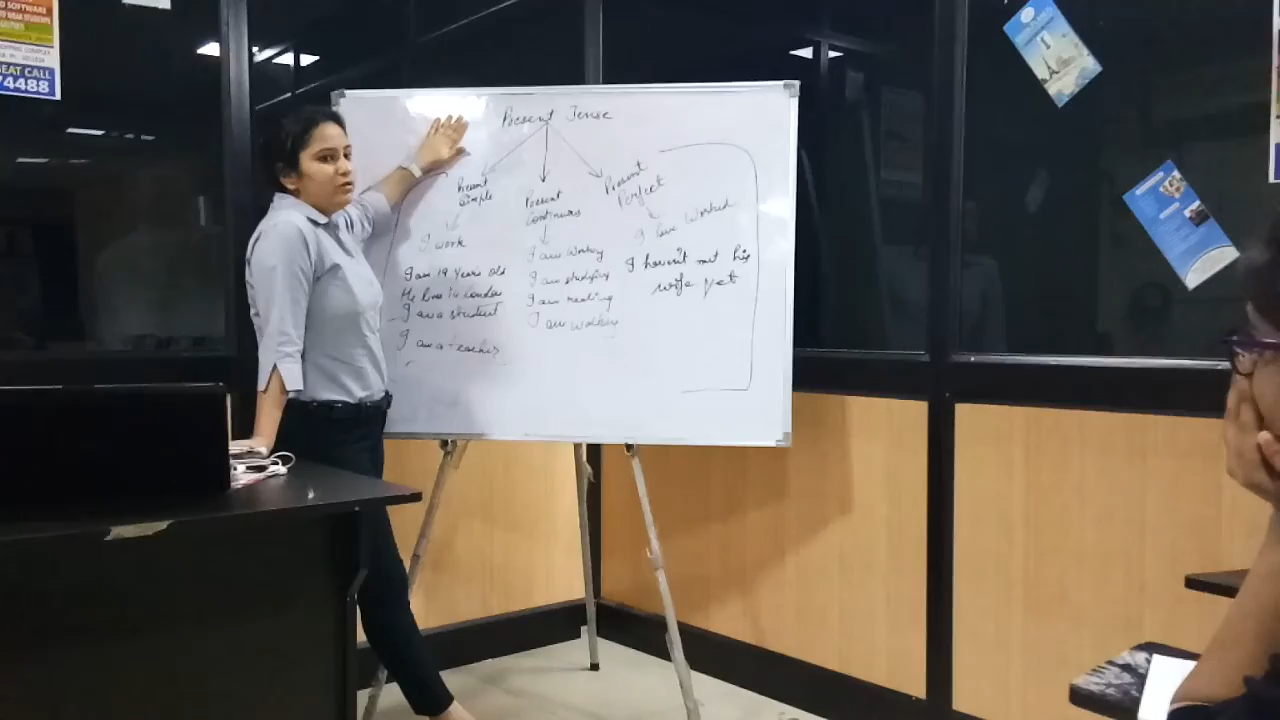 D SOFTWARE
SEAT CALL
74488
Present Tense
Present Simple
I work
I am 19 Years old
He lives in London
I am a student
I am a teacher
Present Continuous
I am working
I am studying
I am reading
I am walking
Present Perfect
I have Worked
I haven't met his
wife yet